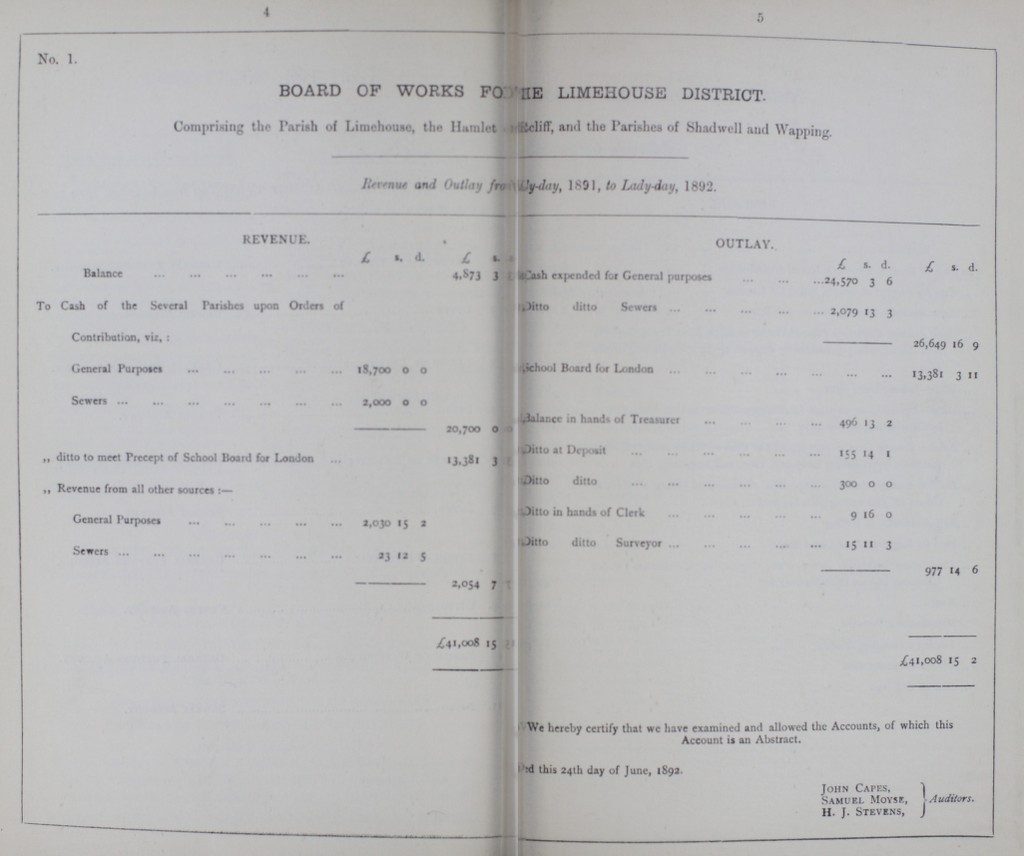 4
5
No. 1.
BOARD OF WORKS FO HE LIMEHOUSE DISTRICT.
Comprising the Parish of Limehouse, the Hamlet tcliff, and the Parishes of Shadwell and Wapping.
Revenue and Outlay fro y-day, 1891, to Lady-day, 1892.
REVENUE.
£ s. d. £ s.
Balance ... ... ... ... ... ... 4,873 3
To Cash of the Several Parishes upon Orders of
Contribution, viz, :
General Purposes ... ... ... ... ... 18,700 0 0
Sewers ... ... ... ... ... ... ... 2,000 0 0
20,700 0
,, ditto to meet Precept of School Board for London ... 13,381 3
,, Revenue from all other sources :—
General Purposes ... ... ... ... ... 2,030 15 2
Sewers ... ... ... ... ... ... ... 23 12 5
2,054 7
£41,008 15
OUTLAY.
£ s. d. £ s. d.
Cash expended for General purposes ... ... ...24,570 3 6
Ditto ditto Sewers ... ... ... ... ... 2,079 13 3
26,649 16 9
School Board for London ... ... ... ... ... ... ... 13,381 3 11
Balance in hands of Treasurer ... ... ... ... 496 13 2
Ditto at Deposit ... ... ... ... ... ... 155 14 1
Ditto ditto ... ... ... ... ... ... 300 0 0
Ditto in hands of Clerk ... ... ... ... ... 9 16 0
Ditto ditto Surveyor ... ... ... ... ... 15 11 3
977 14 6
£41,008 15 2
We hereby certify that we have examined and allowed the Accounts, of which this
Account is an Abstract.
ed this 24th day of June, 1892.
JOHN CAPES,
SAMUEL MOYSE, } Auditors.
H. J. STEVENS,